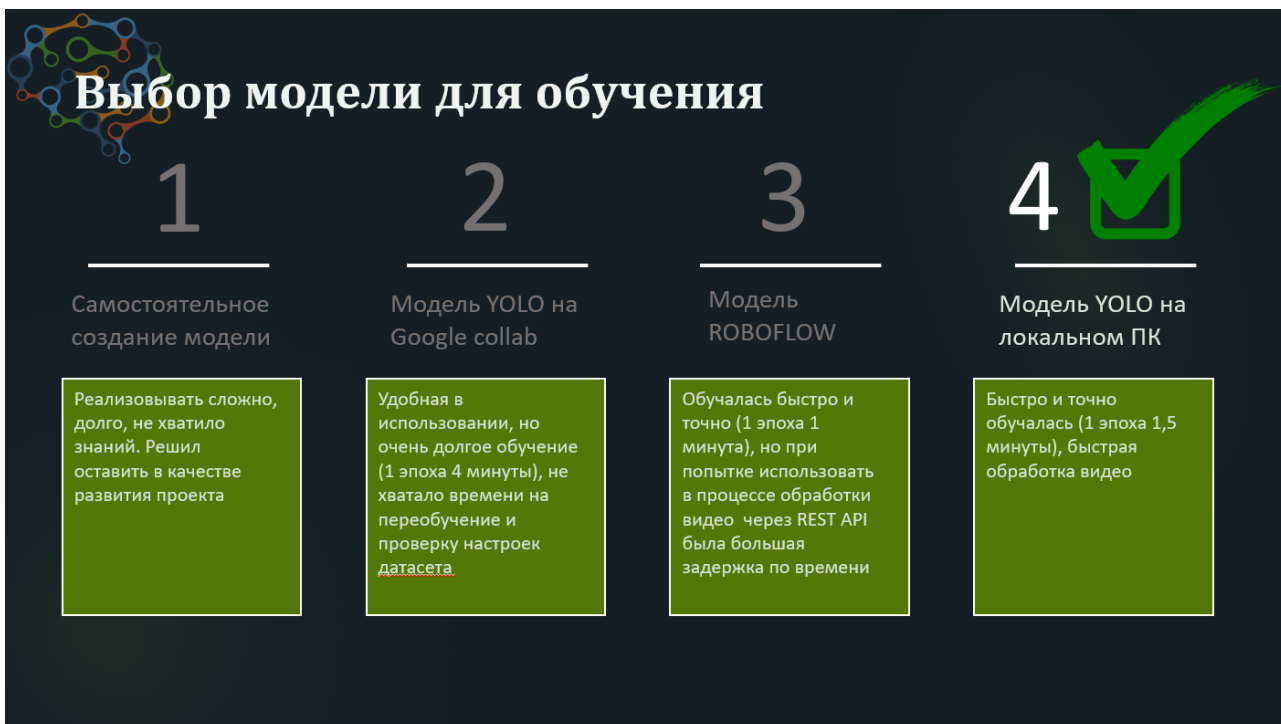 Выбор модели для обучения
1
2
3
4
Самостоятельное
создание модели
Модель YOLO на
Google collab
Модель
ROBOFLOW
Модель YOLO на
локальном ПК
Реализовывать сложно,
долго, не хватило
знаний. Решил
оставить в качестве
развития проекта
Удобная в
использовании, но
очень долгое обучение
(1 эпоха 4 минуты), не
хватало времени на
переобучение и
проверку настроек
датасета
Обучалась быстро и
точно (1 эпоха 1
минута), но при
попытке использовать
в процессе обработки
видео  через REST API
была большая
задержка по времени
Быстро и точно
обучалась (1 эпоха 1,5
минуты), быстрая
обработка видео